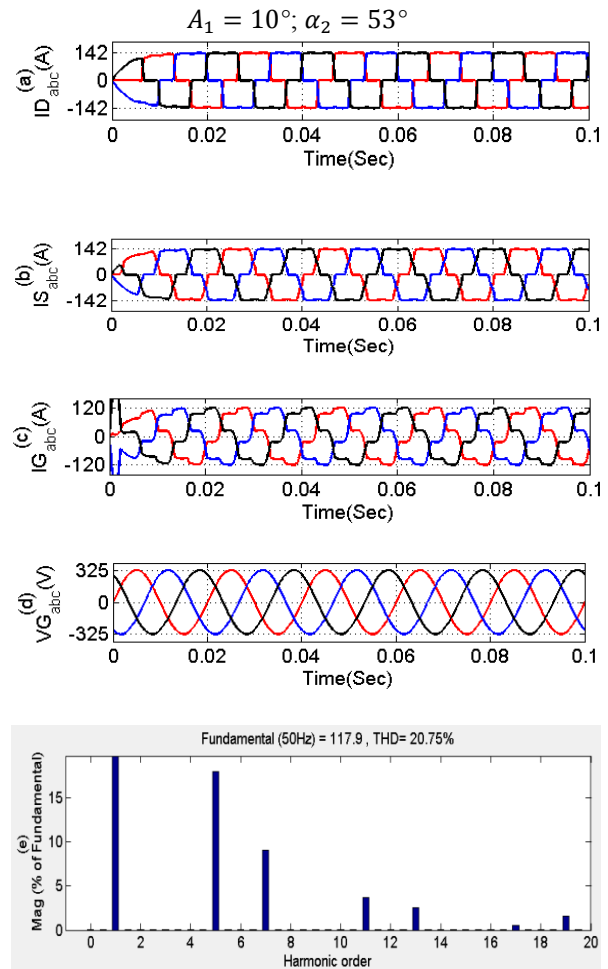 A₁ = 10°; α₂ = 53°
(a)
ID_abc(A)
142
0
-142
0 0.02 0.04 0.06 0.08 0.1
Time(Sec)
(b)
IS_abc(A)
142
0
-142
0 0.02 0.04 0.06 0.08 0.1
Time(Sec)
(c)
IG_abc(A)
120
0
-120
0 0.02 0.04 0.06 0.08 0.1
Time(Sec)
(d)
VG_abc(V)
325
0
-325
0 0.02 0.04 0.06 0.08 0.1
Time(Sec)
Fundamental (50Hz) = 117.9 , THD= 20.75%
(e)
Mag (% of Fundamental)
15
10
5
0
0 2 4 6 8 10 12 14 16 18 20
Harmonic order